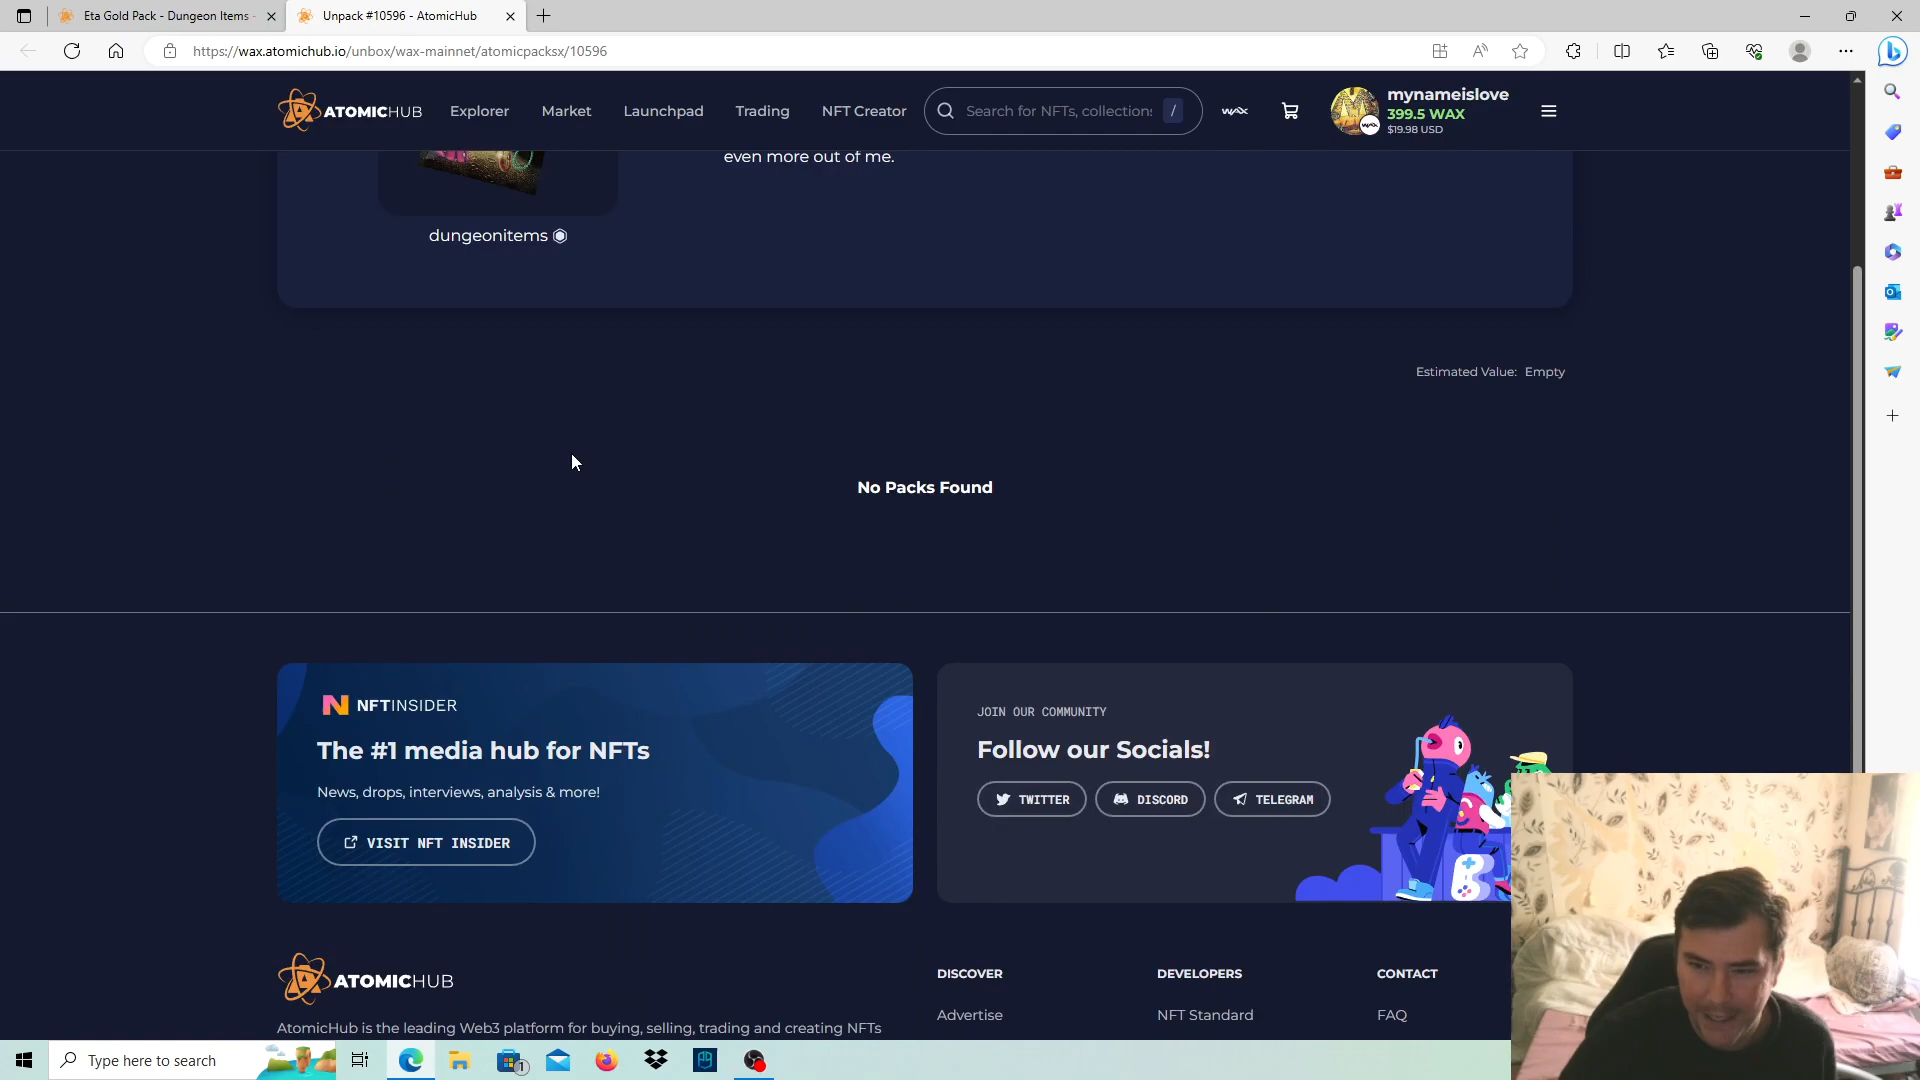 Eta Gold Pack - Dungeon Items -
Unpack #10596 - AtomicHub
https://wax.atomichub.io/unbox/wax-mainnet/atomicpacksx/10596
ATOMICHUB
Explorer
Market
Launchpad
Trading
NFT Creator
Search for NFTs, collections
/
WAX
mynameislove
399.5 WAX
$19.98 USD
even more out of me.
dungeonitems
Estimated Value: Empty
No Packs Found
NFTINSIDER
The #1 media hub for NFTs
News, drops, interviews, analysis & more!
VISIT NFT INSIDER
JOIN OUR COMMUNITY
Follow our Socials!
TWITTER
DISCORD
TELEGRAM
ATOMICHUB
AtomicHub is the leading Web3 platform for buying, selling, trading and creating NFTs
DISCOVER
Advertise
DEVELOPERS
NFT Standard
CONTACT
FAQ
Type here to search
1